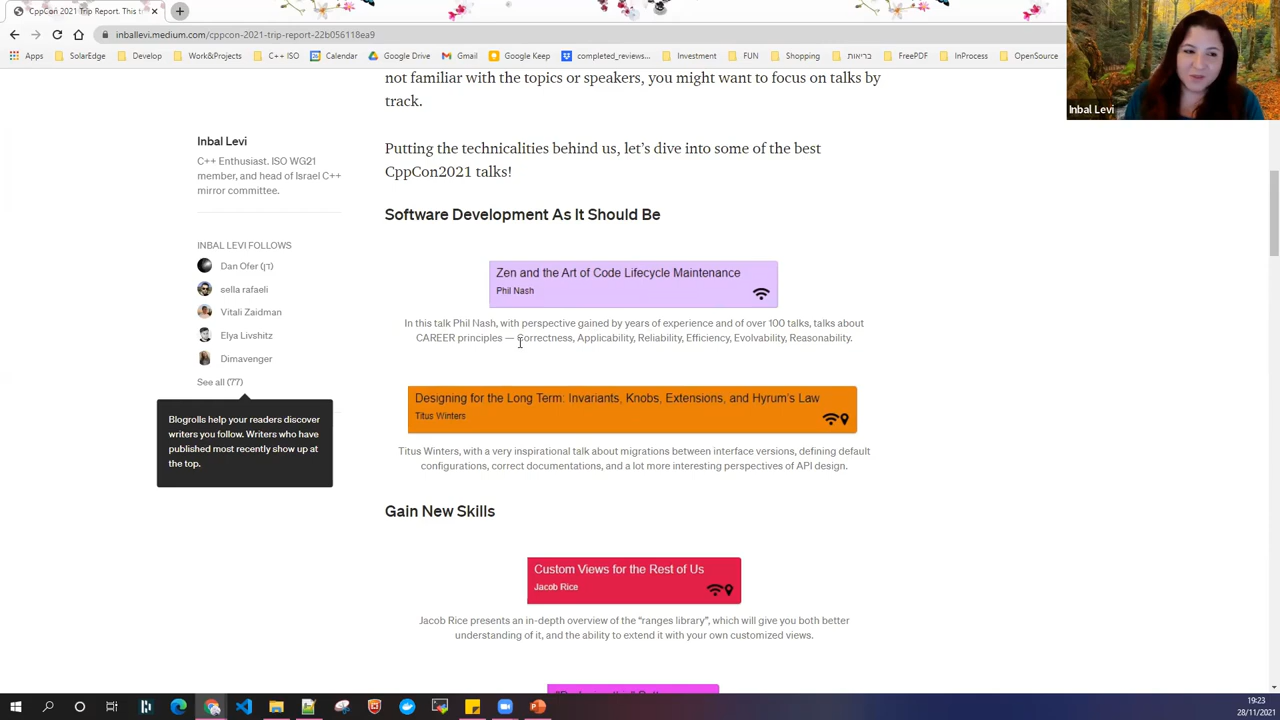 CppCon 2021 Trip Report. This t
inballevi.medium.com/cppcon-2021-trip-report-22b056118ea9
Apps
SolarEdge
Develop
Work&Projects
C++ ISO
Calendar
Google Drive
Gmail
Google Keep
completed_reviews...
Investment
FUN
Shopping
בריאות
FreePDF
InProcess
OpenSource
Inbal Levi
not familiar with the topics or speakers, you might want to focus on talks by
track.
Putting the technicalities behind us, let's dive into some of the best
CppCon2021 talks!
Inbal Levi
C++ Enthusiast. ISO WG21
member, and head of Israel C++
mirror committee.
INBAL LEVI FOLLOWS
Dan Ofer (דן)
sella rafaeli
Vitali Zaidman
Elya Livshitz
Dimavenger
See all (77)
Blogrolls help your readers discover
writers you follow. Writers who have
published most recently show up at
the top.
Software Development As It Should Be
Zen and the Art of Code Lifecycle Maintenance
Phil Nash
In this talk Phil Nash, with perspective gained by years of experience and of over 100 talks, talks about
CAREER principles — Correctness, Applicability, Reliability, Efficiency, Evolvability, Reasonability.
Designing for the Long Term: Invariants, Knobs, Extensions, and Hyrum's Law
Titus Winters
Titus Winters, with a very inspirational talk about migrations between interface versions, defining default
configurations, correct documentations, and a lot more interesting perspectives of API design.
Gain New Skills
Custom Views for the Rest of Us
Jacob Rice
Jacob Rice presents an in-depth overview of the "ranges library", which will give you both better
understanding of it, and the ability to extend it with your own customized views.
19:23
28/11/2021